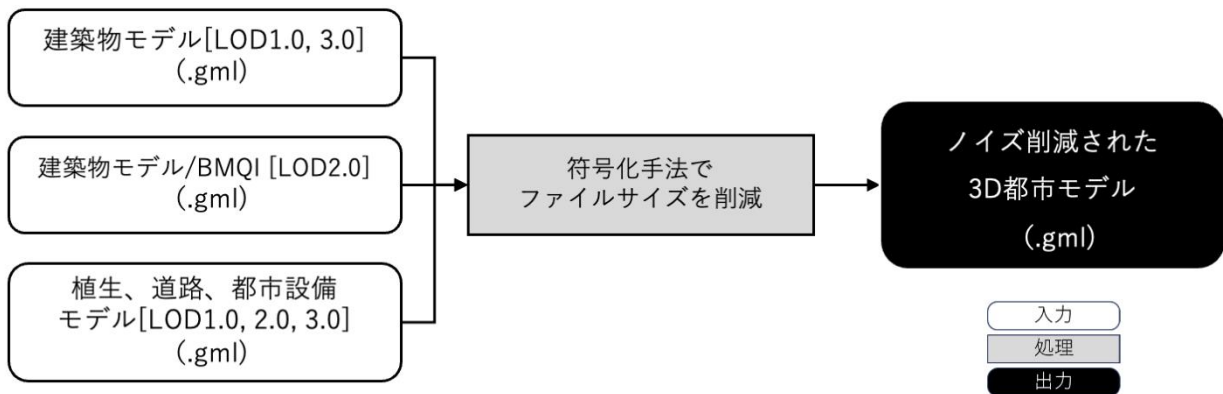 建築物モデル[LOD1.0, 3.0]
(.gml)
建築物モデル/BMQI [LOD2.0]
(.gml)
植生、道路、都市設備
モデル[LOD1.0, 2.0, 3.0]
(.gml)
符号化手法で
ファイルサイズを削減
ノイズ削減された
3D都市モデル
(.gml)
入力
処理
出力